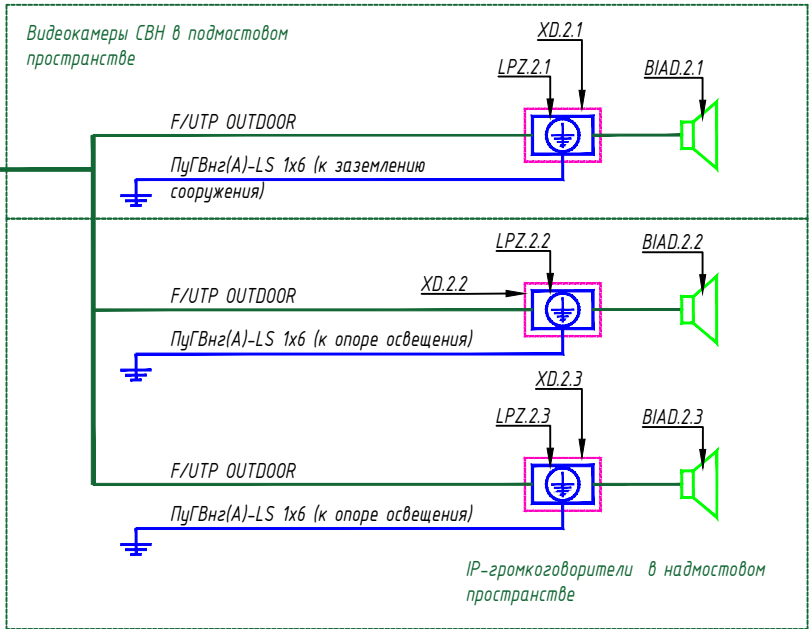 Видеокамеры СВН в подмостовом
пространстве
XD.2.1
LPZ.2.1
BIAD.2.1
F/UTP OUTDOOR
ПуГВнг(А)-LS 1x6 (к заземлению
сооружения)
LPZ.2.2
BIAD.2.2
XD.2.2
F/UTP OUTDOOR
ПуГВнг(А)-LS 1x6 (к опоре освещения)
XD.2.3
LPZ.2.3
BIAD.2.3
F/UTP OUTDOOR
ПуГВнг(А)-LS 1x6 (к опоре освещения)
IP-громкоговорители в надмостовом
пространстве